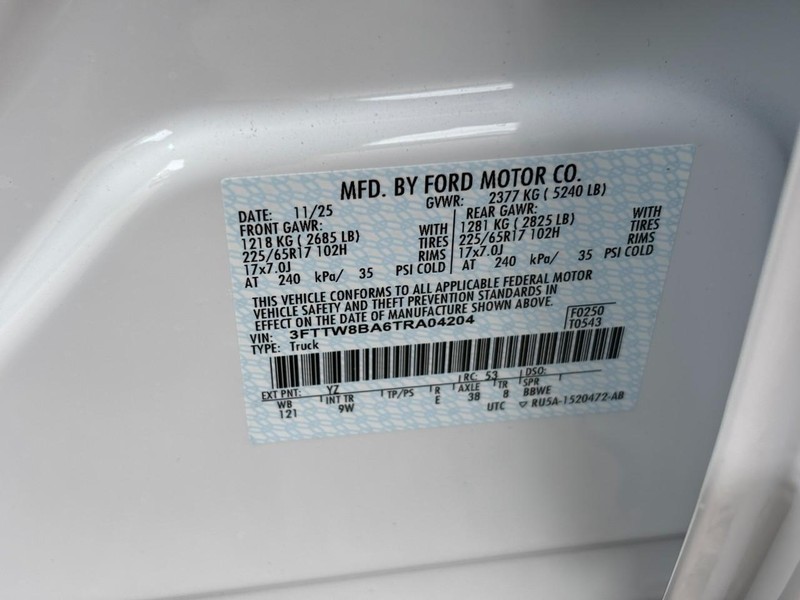 MFD. BY FORD MOTOR CO.
DATE: 11/25 GVWR: 2377 KG ( 5240 LB)
FRONT GAWR: REAR GAWR:
1218 KG ( 2685 LB) WITH 1281 KG ( 2825 LB) WITH
225/65R17 102H TIRES 225/65R17 102H TIRES
17x7.0J RIMS 17x7.0J RIMS
AT 240 kPa/ 35 PSI COLD AT 240 kPa/ 35 PSI COLD
THIS VEHICLE CONFORMS TO ALL APPLICABLE FEDERAL MOTOR
VEHICLE SAFETY AND THEFT PREVENTION STANDARDS IN
EFFECT ON THE DATE OF MANUFACTURE SHOWN ABOVE.
VIN: 3FTTW8BA6TRA04204 F0250
TYPE: Truck T0543
EXT PNT: YZ RC: 53 DSO:
WB INT TR TP/PS R AXLE TR SPR
121 9W E 38 8 BBWE
UTC ▽ RU5A-1520472-AB